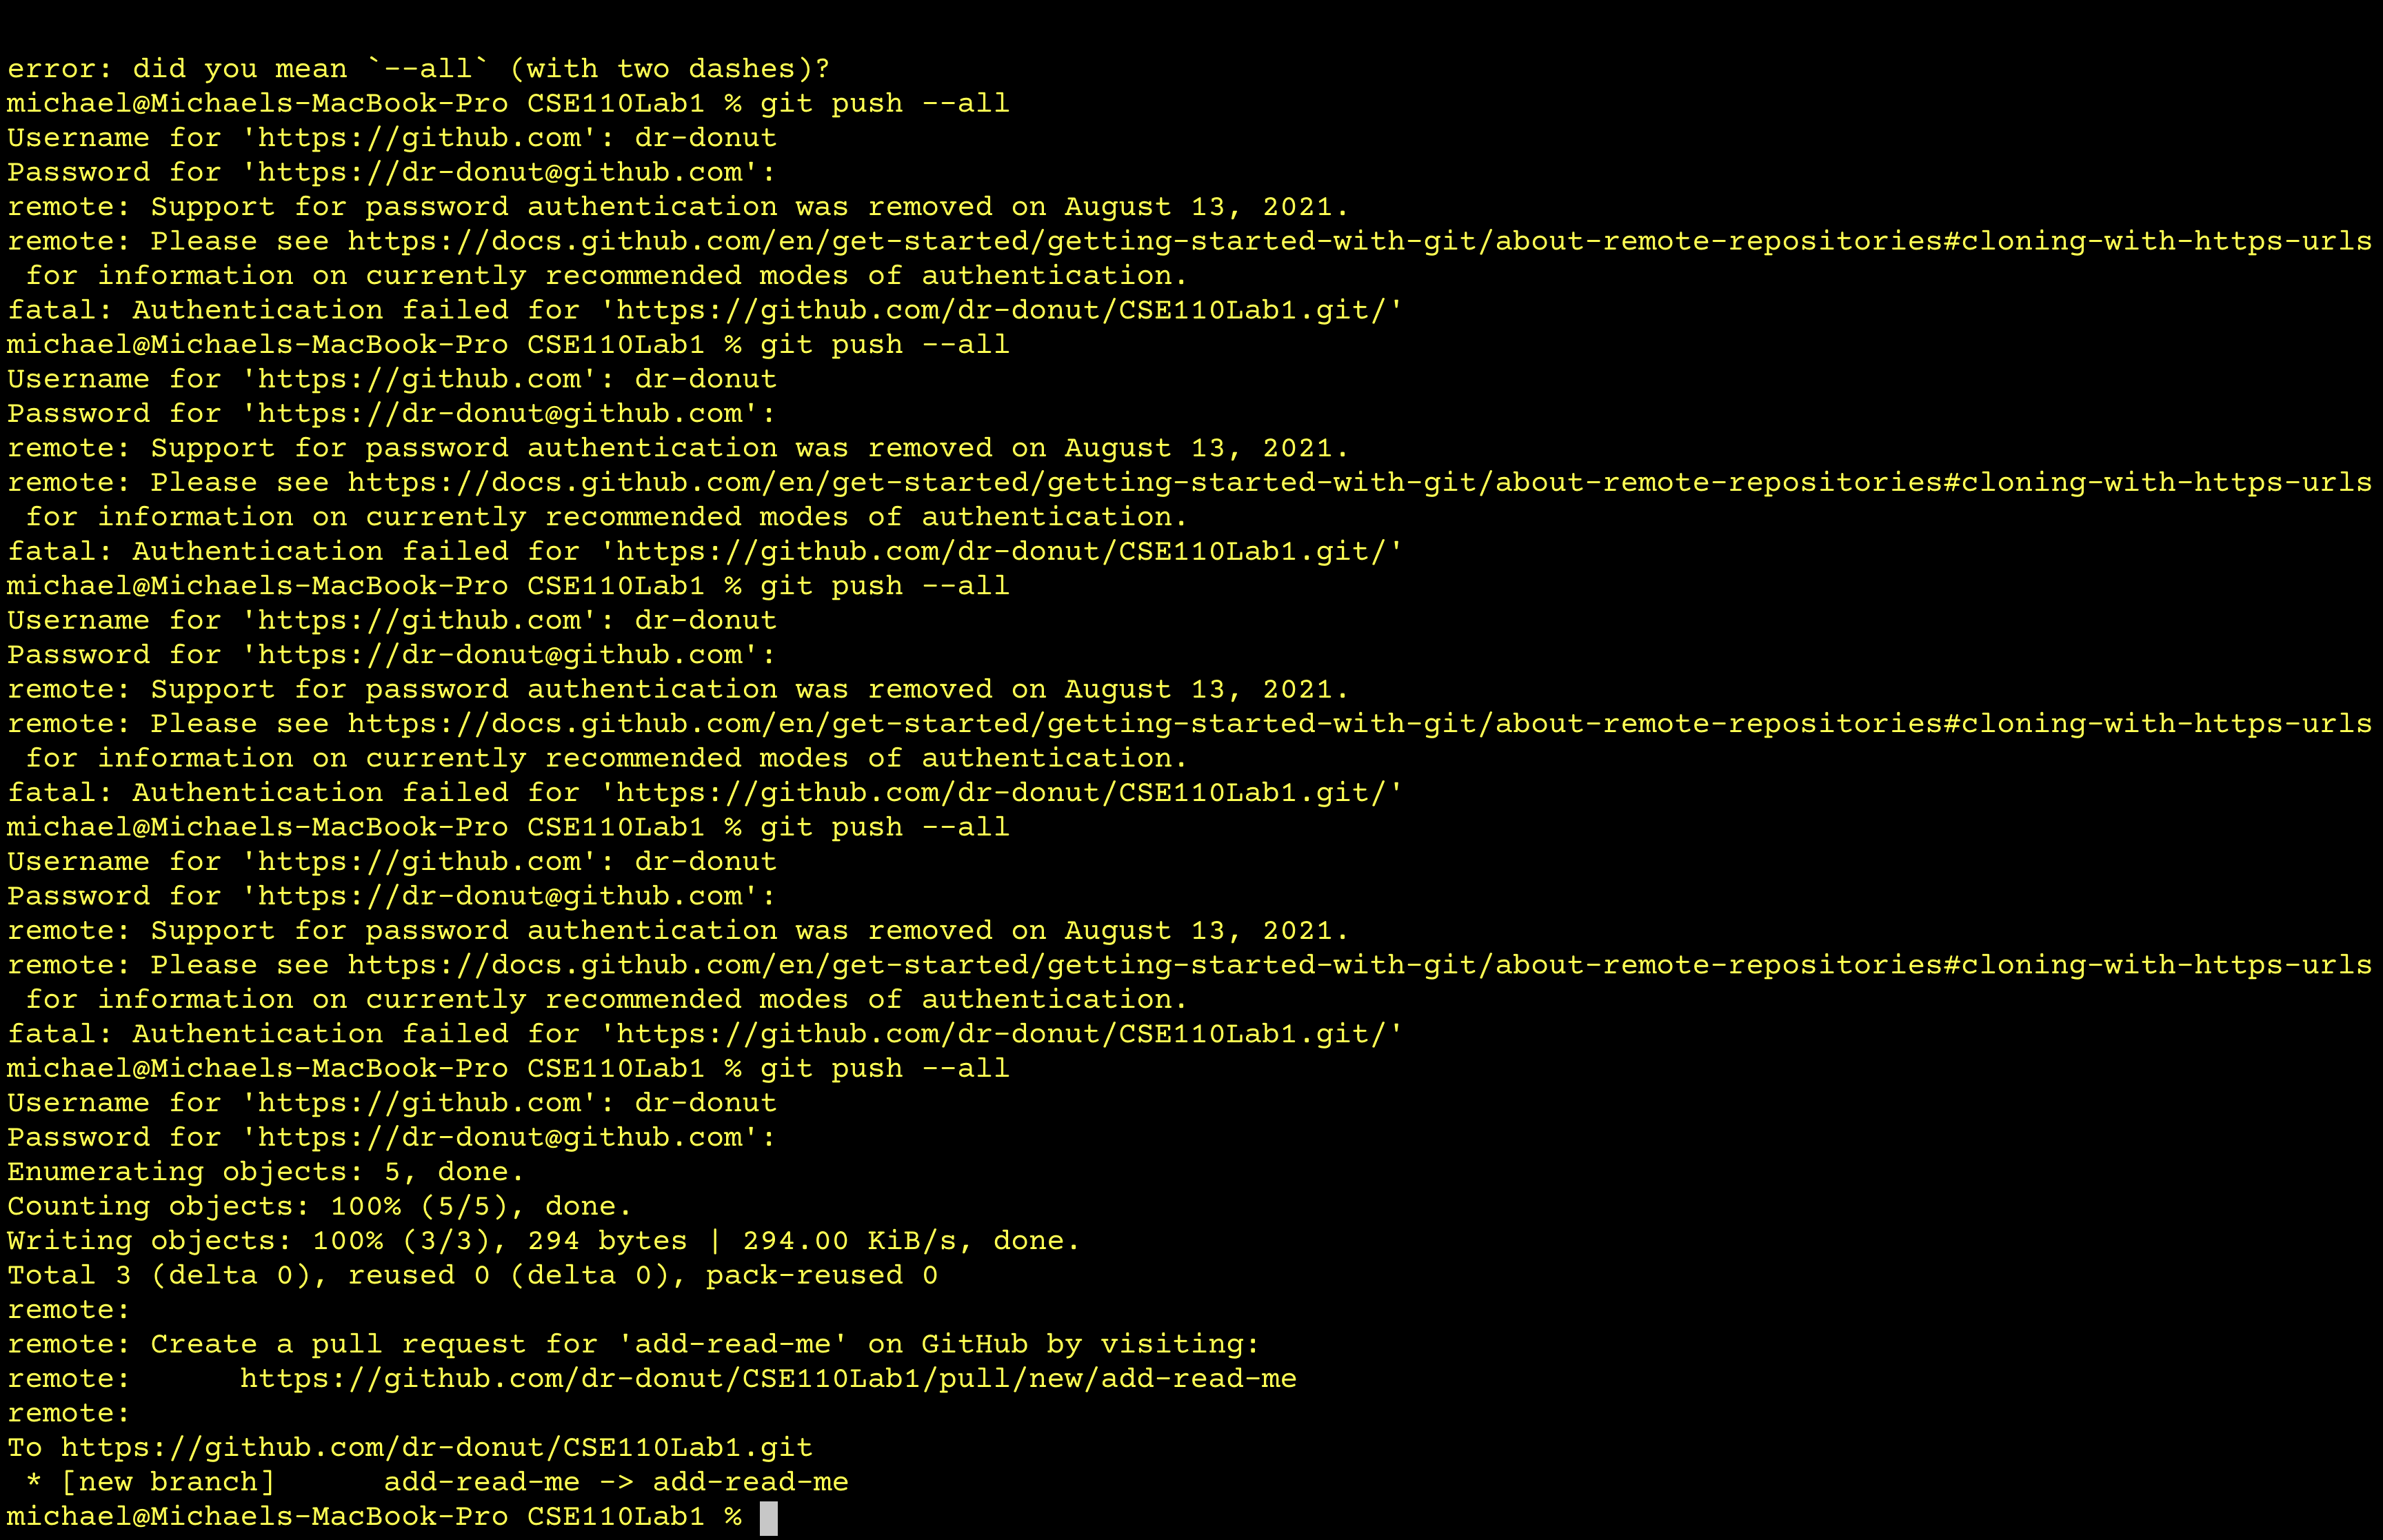 error: did you mean `--all` (with two dashes)?
michael@Michaels-MacBook-Pro CSE110Lab1 % git push --all
Username for 'https://github.com': dr-donut
Password for 'https://dr-donut@github.com':
remote: Support for password authentication was removed on August 13, 2021.
remote: Please see https://docs.github.com/en/get-started/getting-started-with-git/about-remote-repositories#cloning-with-https-urls
 for information on currently recommended modes of authentication.
fatal: Authentication failed for 'https://github.com/dr-donut/CSE110Lab1.git/'
michael@Michaels-MacBook-Pro CSE110Lab1 % git push --all
Username for 'https://github.com': dr-donut
Password for 'https://dr-donut@github.com':
remote: Support for password authentication was removed on August 13, 2021.
remote: Please see https://docs.github.com/en/get-started/getting-started-with-git/about-remote-repositories#cloning-with-https-urls
 for information on currently recommended modes of authentication.
fatal: Authentication failed for 'https://github.com/dr-donut/CSE110Lab1.git/'
michael@Michaels-MacBook-Pro CSE110Lab1 % git push --all
Username for 'https://github.com': dr-donut
Password for 'https://dr-donut@github.com':
remote: Support for password authentication was removed on August 13, 2021.
remote: Please see https://docs.github.com/en/get-started/getting-started-with-git/about-remote-repositories#cloning-with-https-urls
 for information on currently recommended modes of authentication.
fatal: Authentication failed for 'https://github.com/dr-donut/CSE110Lab1.git/'
michael@Michaels-MacBook-Pro CSE110Lab1 % git push --all
Username for 'https://github.com': dr-donut
Password for 'https://dr-donut@github.com':
remote: Support for password authentication was removed on August 13, 2021.
remote: Please see https://docs.github.com/en/get-started/getting-started-with-git/about-remote-repositories#cloning-with-https-urls
 for information on currently recommended modes of authentication.
fatal: Authentication failed for 'https://github.com/dr-donut/CSE110Lab1.git/'
michael@Michaels-MacBook-Pro CSE110Lab1 % git push --all
Username for 'https://github.com': dr-donut
Password for 'https://dr-donut@github.com':
Enumerating objects: 5, done.
Counting objects: 100% (5/5), done.
Writing objects: 100% (3/3), 294 bytes | 294.00 KiB/s, done.
Total 3 (delta 0), reused 0 (delta 0), pack-reused 0
remote:
remote: Create a pull request for 'add-read-me' on GitHub by visiting:
remote:      https://github.com/dr-donut/CSE110Lab1/pull/new/add-read-me
remote:
To https://github.com/dr-donut/CSE110Lab1.git
 * [new branch]      add-read-me -> add-read-me
michael@Michaels-MacBook-Pro CSE110Lab1 %